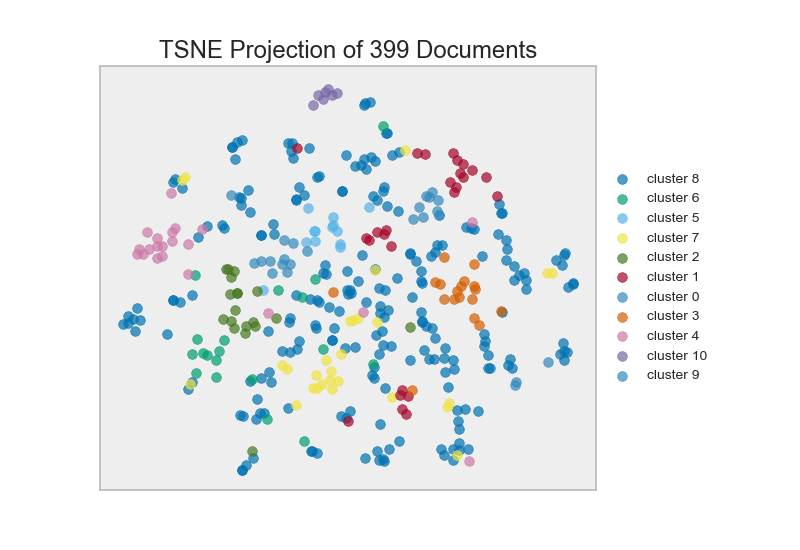 TSNE Projection of 399 Documents
cluster 8
cluster 6
cluster 5
cluster 7
cluster 2
cluster 1
cluster 0
cluster 3
cluster 4
cluster 10
cluster 9